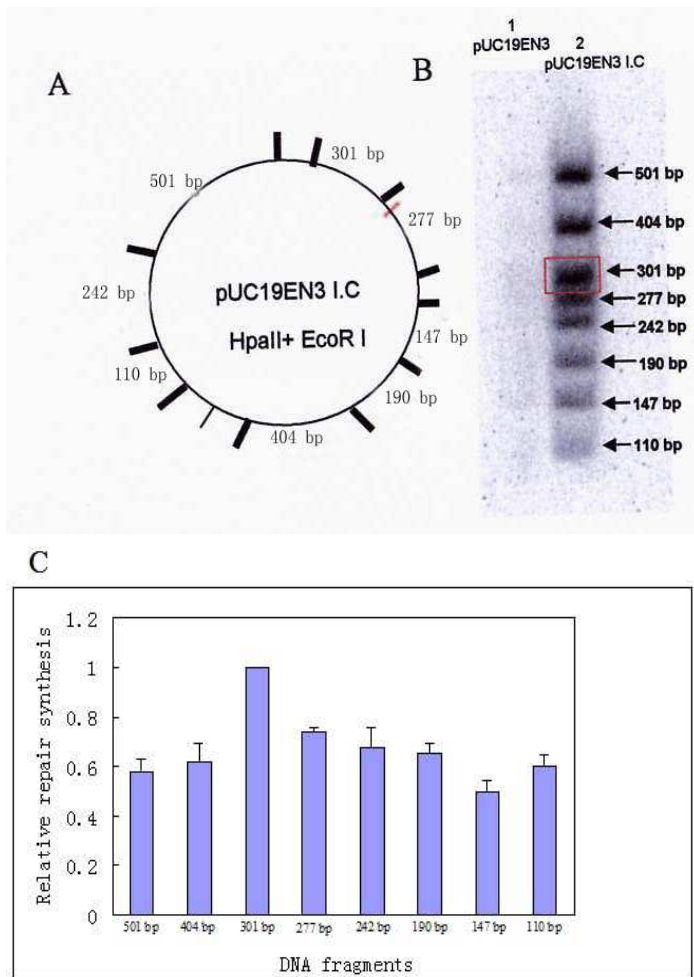 A
301 bp
501 bp
277 bp
242 bp
pUC19EN3 I.C
HpaII+ EcoR I
147 bp
110 bp
190 bp
404 bp
B
1
pUC19EN3
2
pUC19EN3 I.C
501 bp
404 bp
301 bp
277 bp
242 bp
190 bp
147 bp
110 bp
C
Relative repair synthesis
1.2
1
0.8
0.6
0.4
0.2
0
501 bp 404 bp 301 bp 277 bp 242 bp 190 bp 147 bp 110 bp
DNA fragments